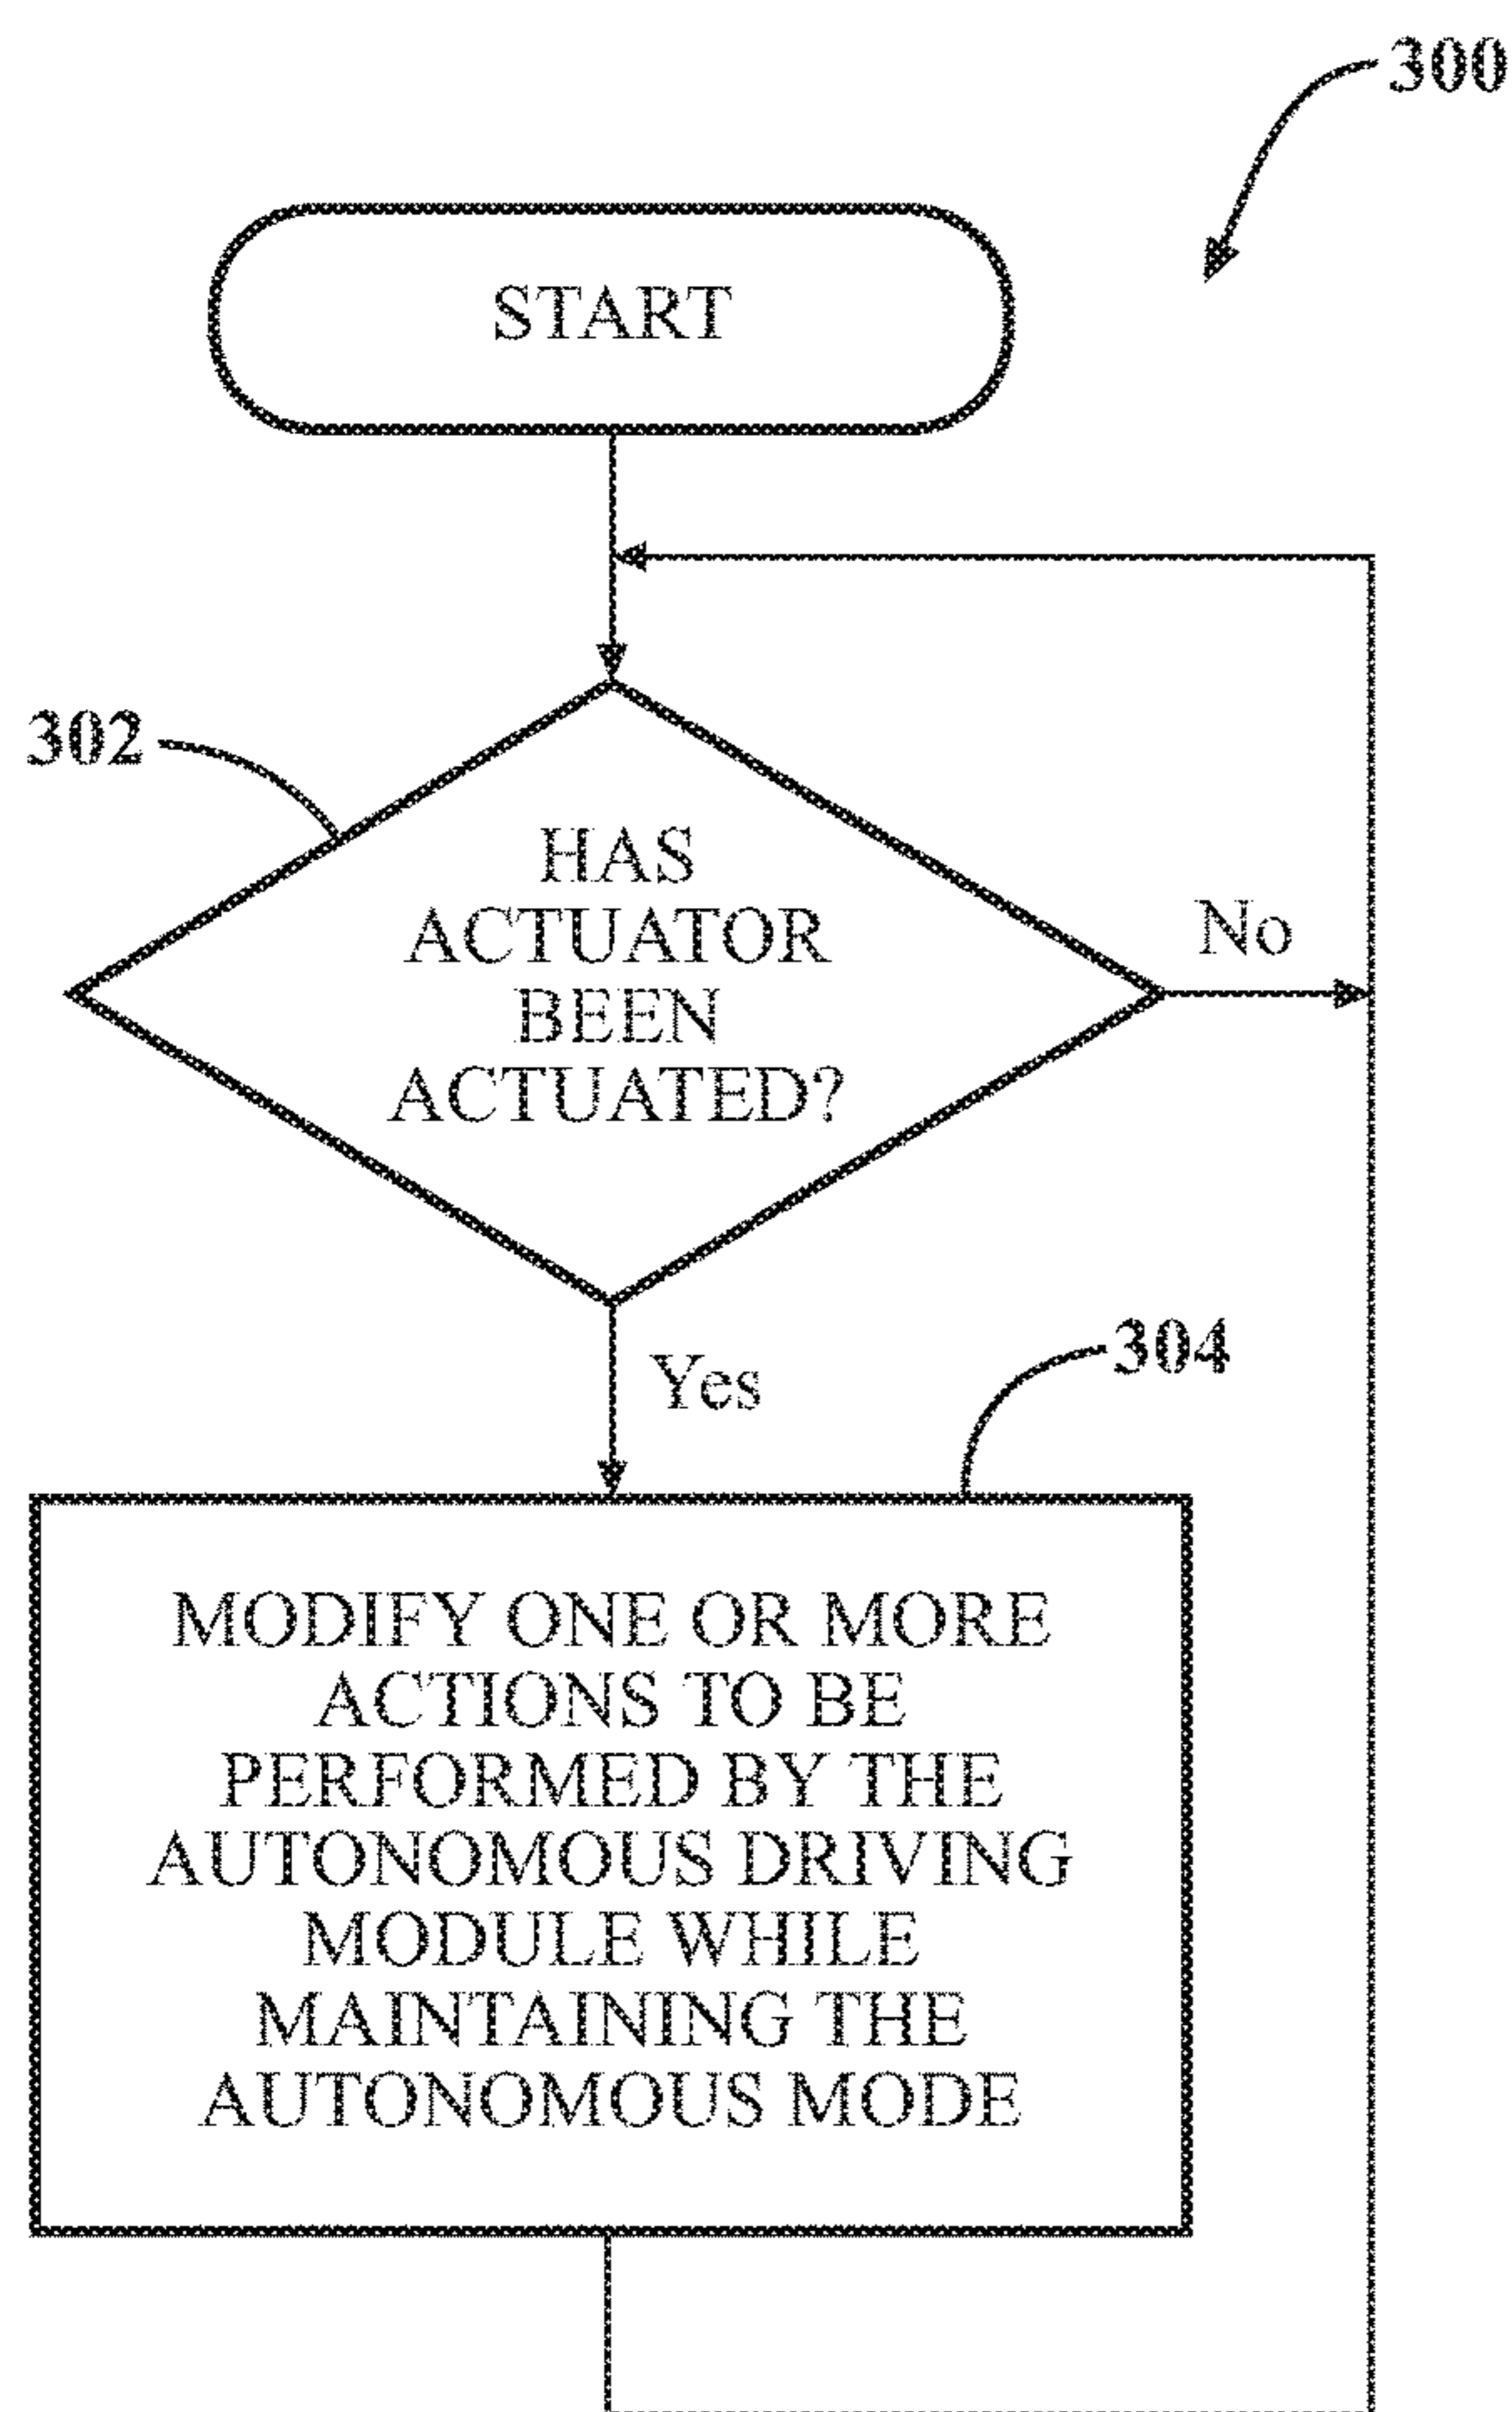 300
START
302
HAS
ACTUATOR
BEEN
ACTUATED?
No
Yes
304
MODIFY ONE OR MORE
ACTIONS TO BE
PERFORMED BY THE
AUTONOMOUS DRIVING
MODULE WHILE
MAINTAINING THE
AUTONOMOUS MODE